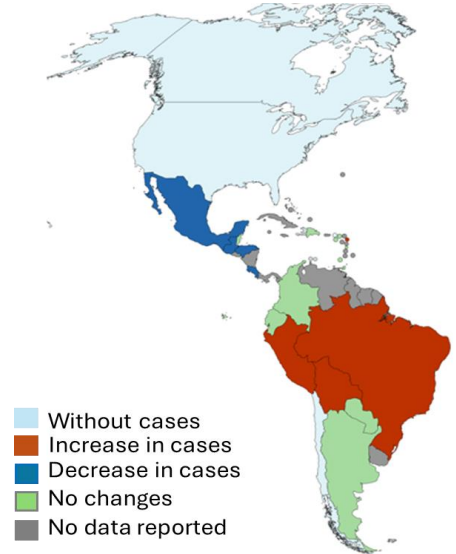 Without cases
Increase in cases
Decrease in cases
No changes
No data reported